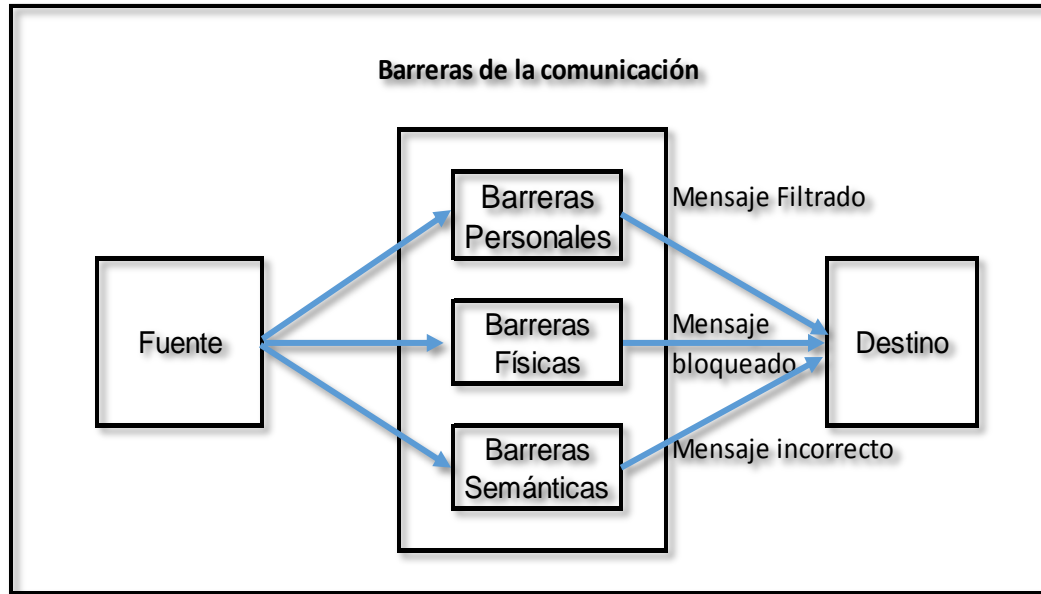 Barreras de la comunicación
Barreras
Personales
Mensaje Filtrado
Fuente
Barreras
Físicas
Mensaje
bloqueado
Destino
Barreras
Semánticas
Mensaje incorrecto